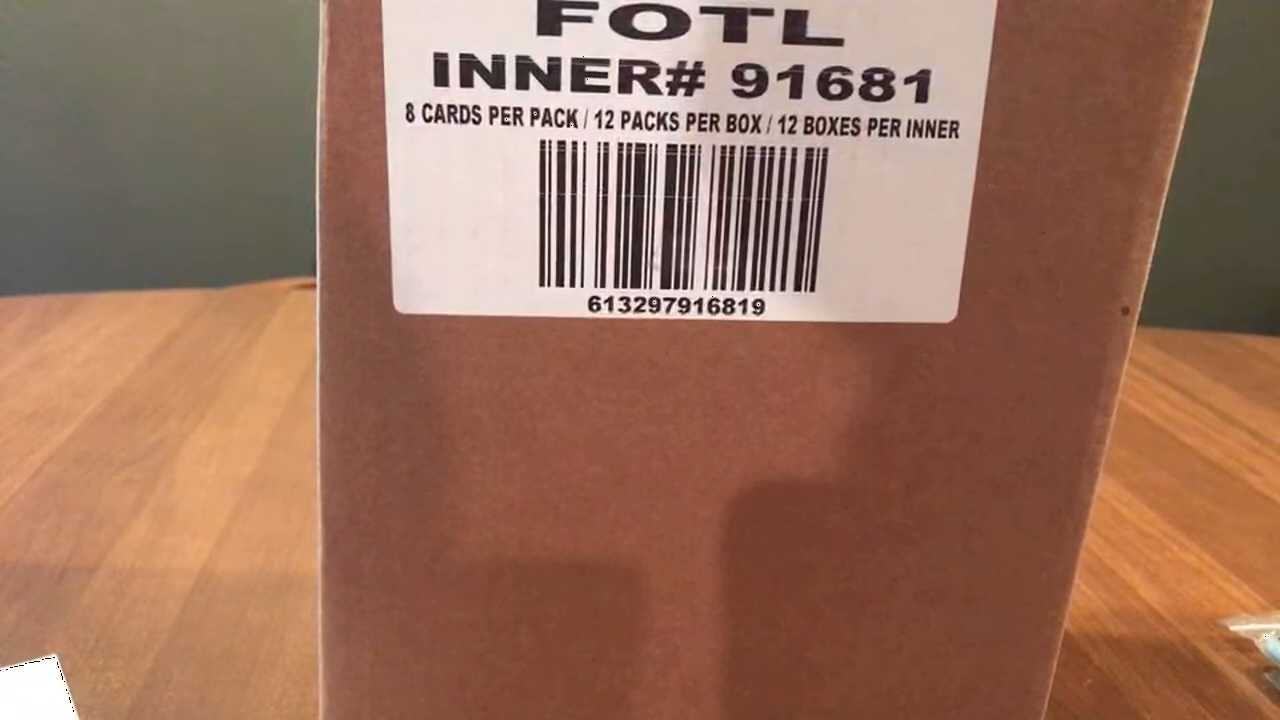 FOTL
INNER# 91681
8 CARDS PER PACK / 12 PACKS PER BOX / 12 BOXES PER INNER
613297916819